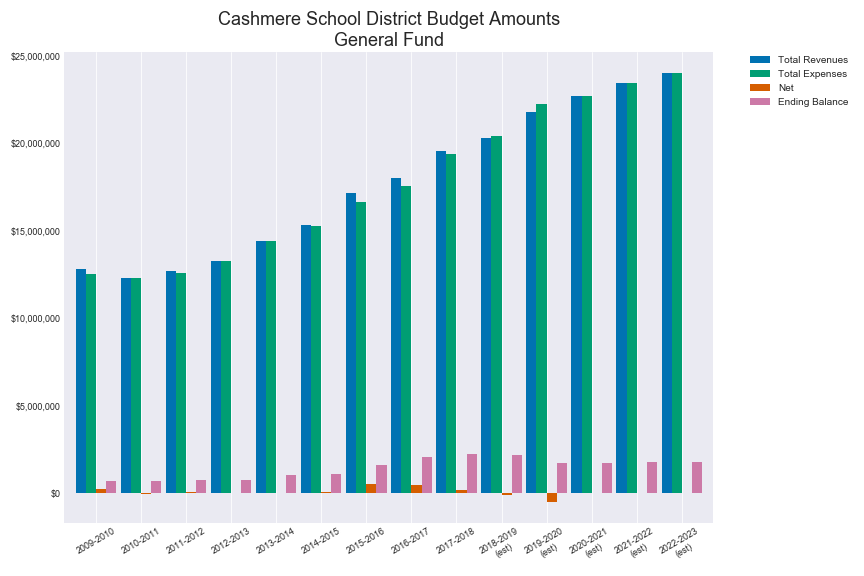 Cashmere School District Budget Amounts
General Fund
Total Revenues
Total Expenses
Net
Ending Balance
$25,000,000
$20,000,000
$15,000,000
$10,000,000
$5,000,000
$0
2009-2010
2010-2011
2011-2012
2012-2013
2013-2014
2014-2015
2015-2016
2016-2017
2017-2018
2018-2019
(est)
2019-2020
(est)
2020-2021
(est)
2021-2022
(est)
2022-2023
(est)